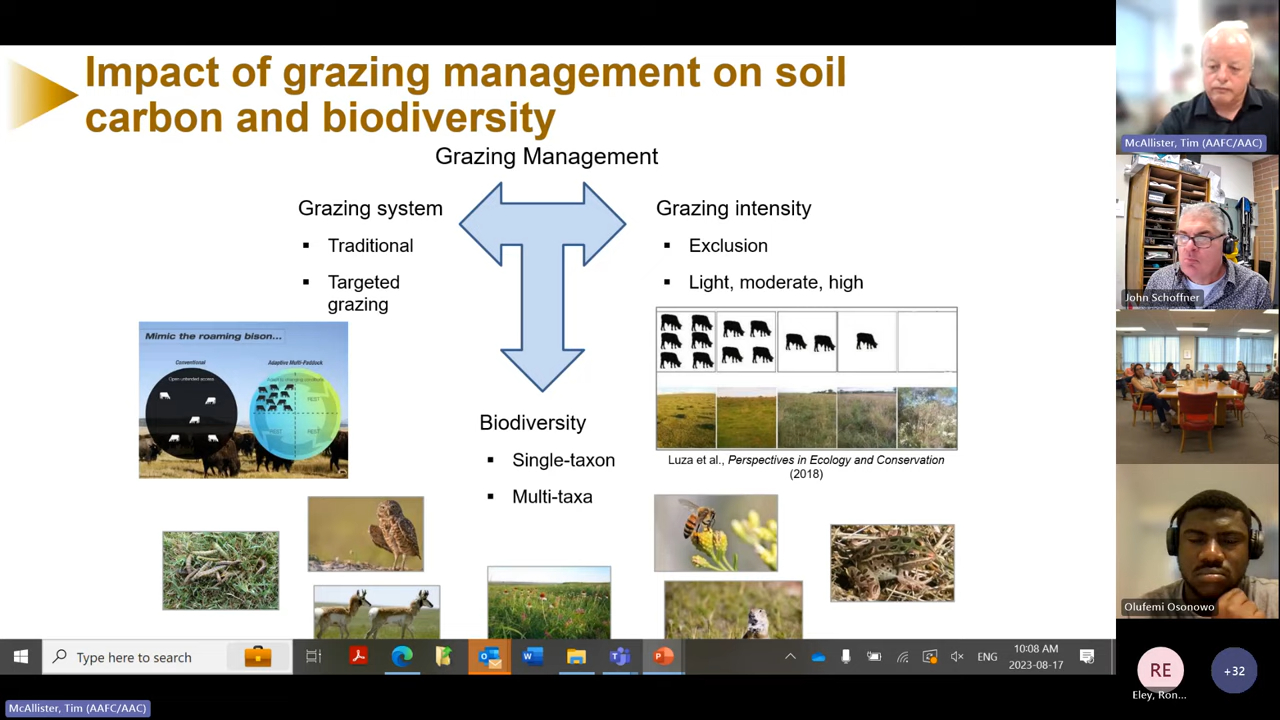 Impact of grazing management on soil
carbon and biodiversity
Grazing Management
Grazing system
▪ Traditional
▪ Targeted
grazing
Grazing intensity
▪ Exclusion
▪ Light, moderate, high
Mimic the roaming bison...
Conventional
Adaptive Multi-Paddock
REST
REST
Luza et al., Perspectives in Ecology and Conservation
(2018)
Biodiversity
▪ Single-taxon
▪ Multi-taxa
McAllister, Tim (AAFC/AAC)
John Schoffner
Olufemi Osonowo
RE
Eley, Ron...
+32
Type here to search
ENG
10:08 AM
2023-08-17
McAllister, Tim (AAFC/AAC)